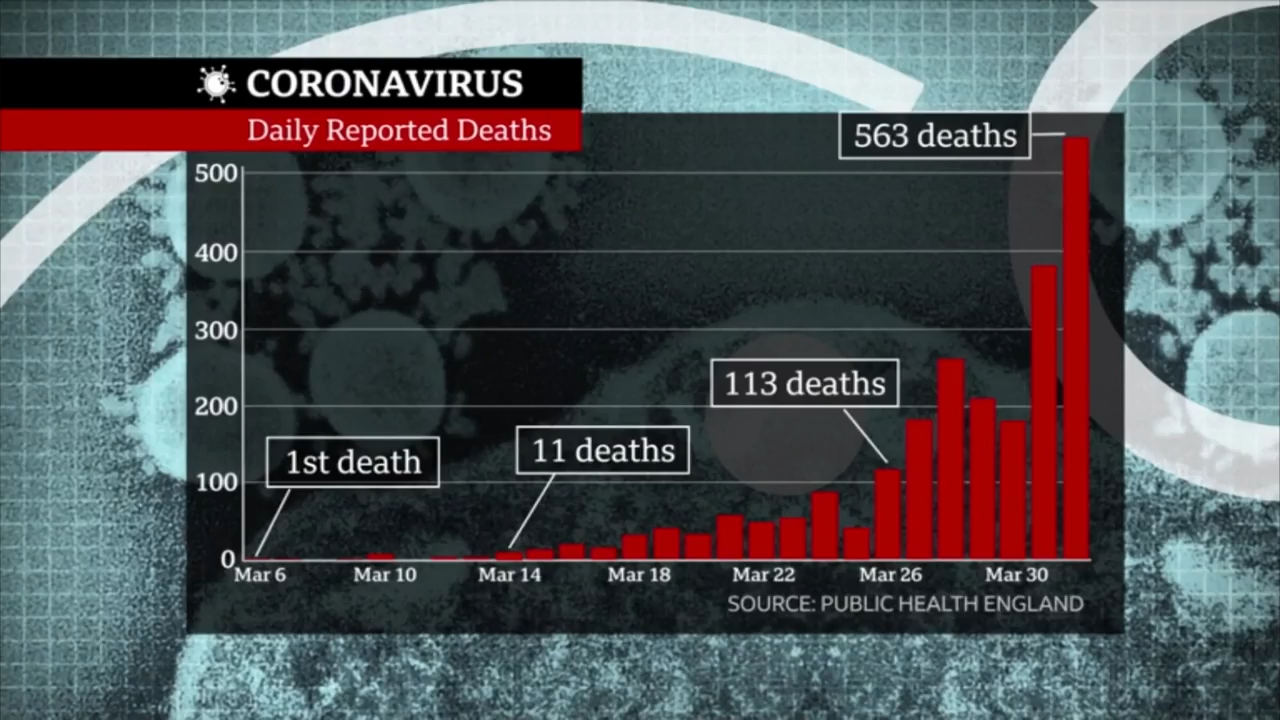 CORONAVIRUS
Daily Reported Deaths
563 deaths
500
400
300
113 deaths
200
11 deaths
1st death
100
0
Mar 6 Mar 10 Mar 14 Mar 18 Mar 22 Mar 26 Mar 30
SOURCE: PUBLIC HEALTH ENGLAND